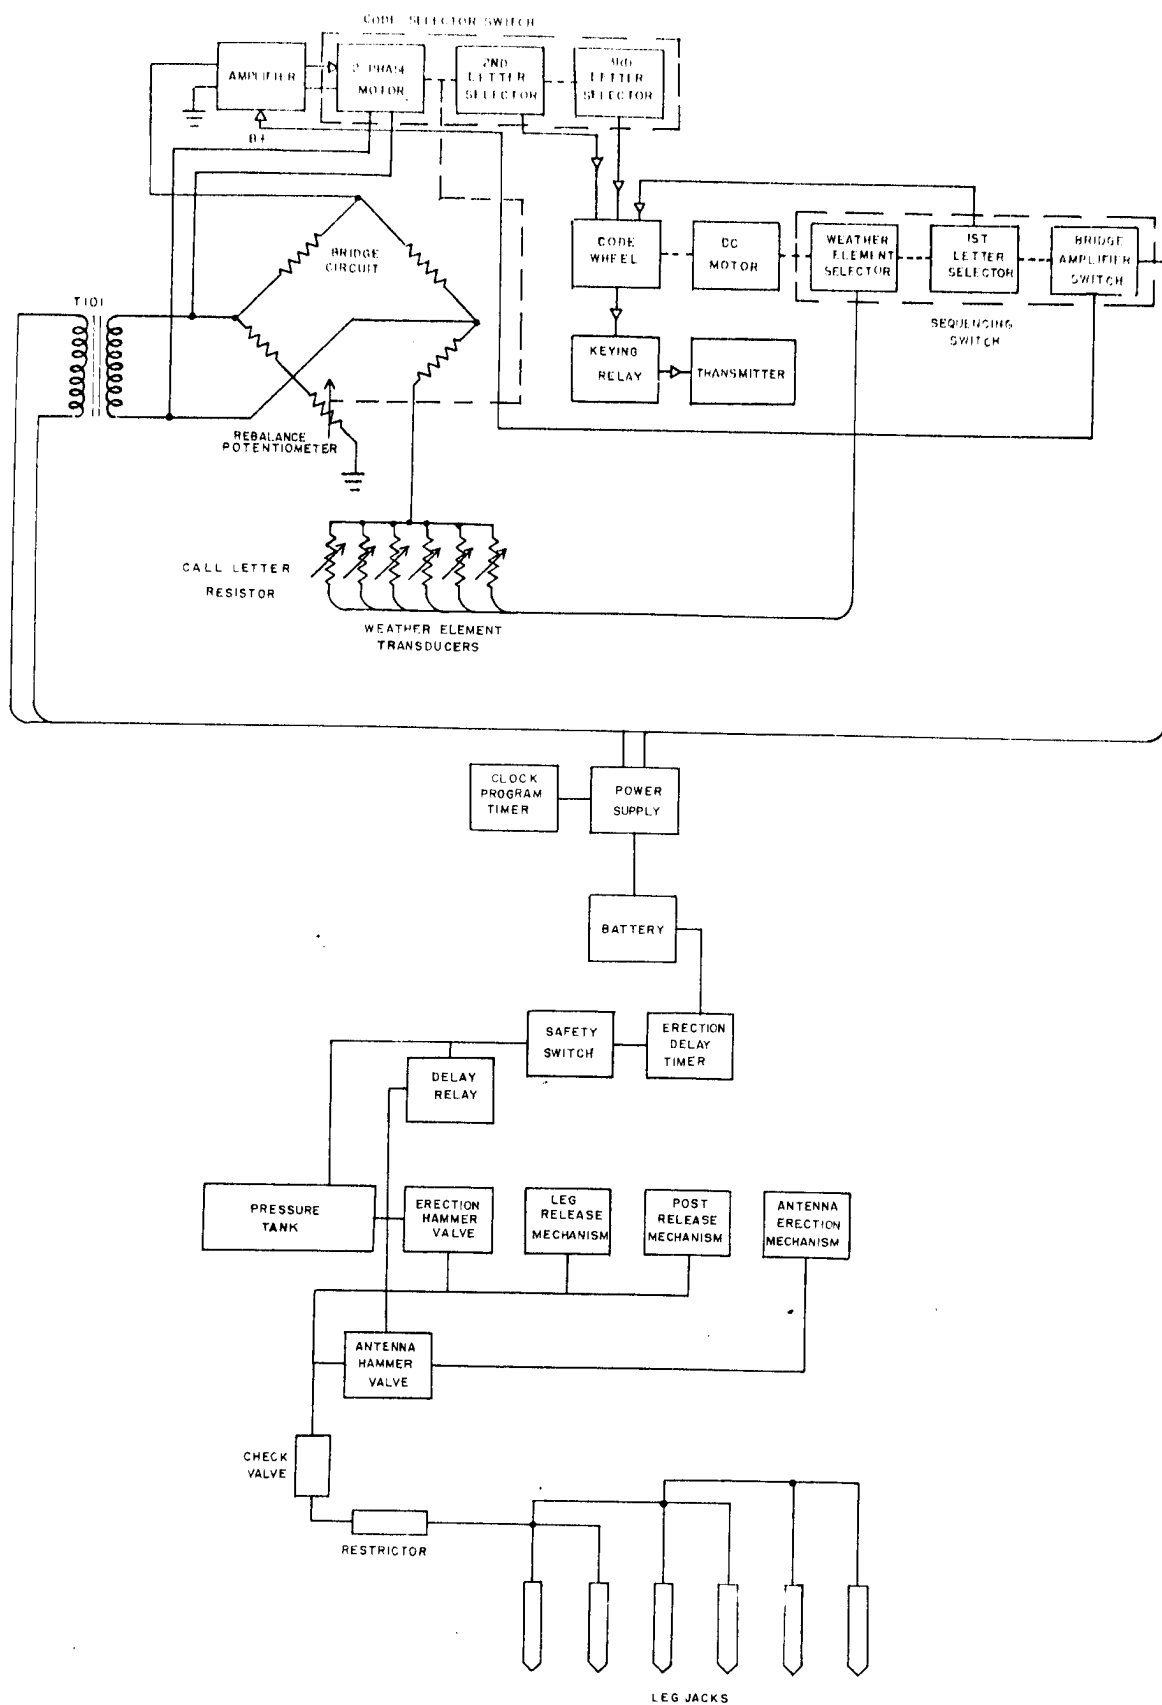 CODE SELECTOR SWITCH
AMPLIFIER
2-PHASE
MOTOR
2ND
LETTER
SELECTOR
3RD
LETTER
SELECTOR
B+
BRIDGE
CIRCUIT
CODE
WHEEL
DC
MOTOR
WEATHER
ELEMENT
SELECTOR
1ST
LETTER
SELECTOR
BRIDGE
AMPLIFIER
SWITCH
SEQUENCING
SWITCH
T101
KEYING
RELAY
TRANSMITTER
REBALANCE
POTENTIOMETER
CALL LETTER
RESISTOR
WEATHER ELEMENT
TRANSDUCERS
CLOCK
PROGRAM
TIMER
POWER
SUPPLY
BATTERY
SAFETY
SWITCH
ERECTION
DELAY
TIMER
DELAY
RELAY
PRESSURE
TANK
ERECTION
HAMMER
VALVE
LEG
RELEASE
MECHANISM
POST
RELEASE
MECHANISM
ANTENNA
ERECTION
MECHANISM
ANTENNA
HAMMER
VALVE
CHECK
VALVE
RESTRICTOR
LEG JACKS